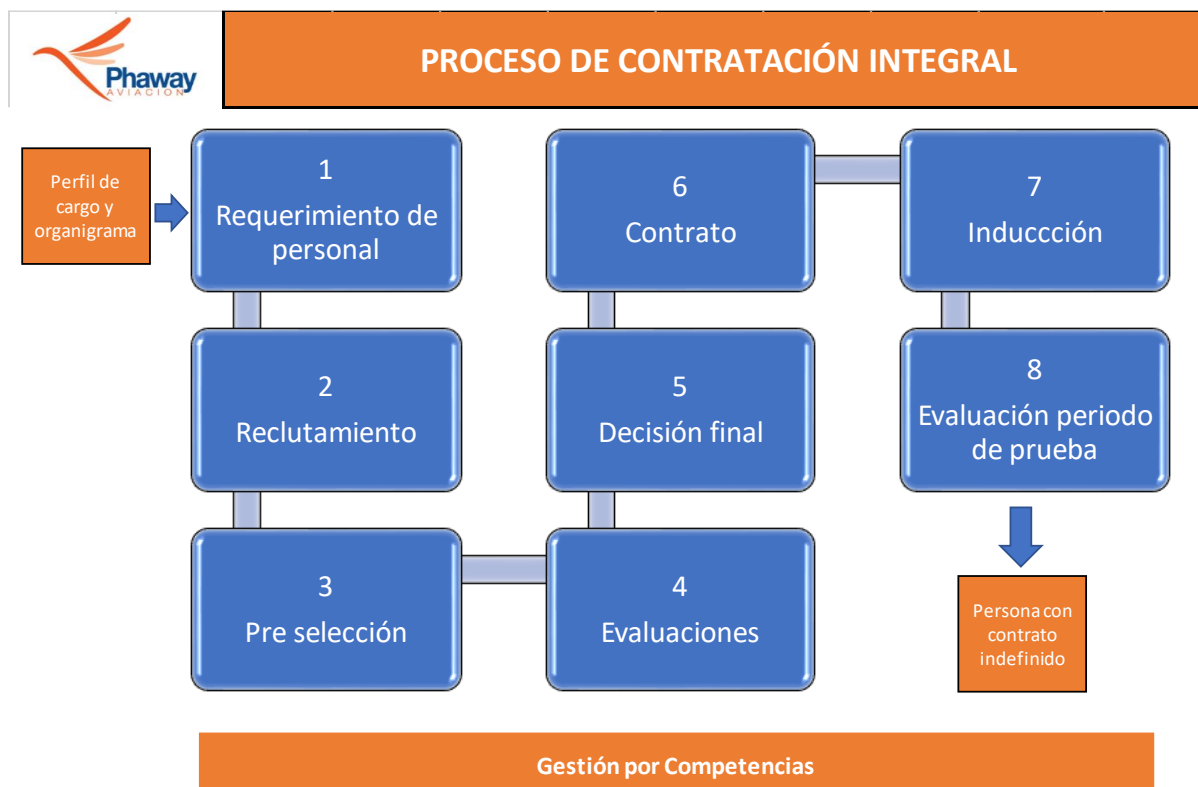 Phaway
AVIACION
PROCESO DE CONTRATACIÓN INTEGRAL
Perfil de
cargo y
organigrama
1
Requerimiento de
personal
2
Reclutamiento
3
Pre selección
4
Evaluaciones
5
Decisión final
6
Contrato
7
Induccción
8
Evaluación periodo
de prueba
Persona con
contrato
indefinido
Gestión por Competencias